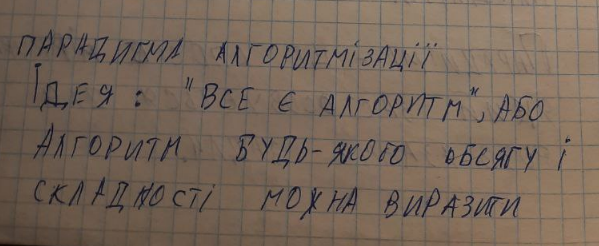 ПАРАДИГМА АЛГОРИТМІЗАЦІЇ
ІДЕЯ: "ВСЕ Є АЛГОРИТМ", АБО
АЛГОРИТМ БУДЬ-ЯКОГО ОБСЯГУ І
СКЛАДНОСТІ МОЖНА ВИРАЗИТИ